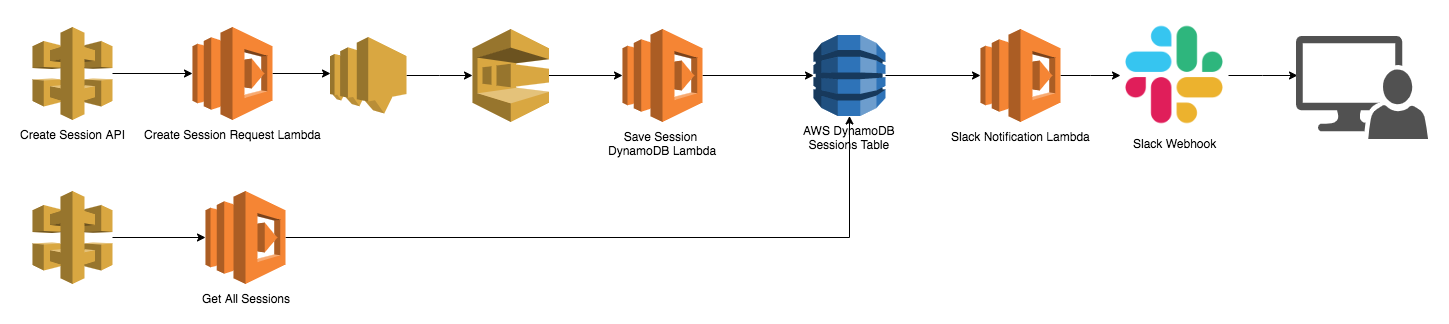 Create Session API
Create Session Request Lambda
Save Session
DynamoDB Lambda
AWS DynamoDB
Sessions Table
Slack Notification Lambda
Slack Webhook
Get All Sessions